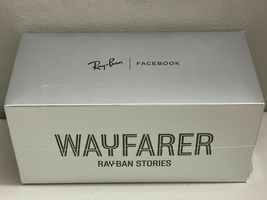 Ray-Ban | FACEBOOK
WAYFARER
RAY-BAN STORIES